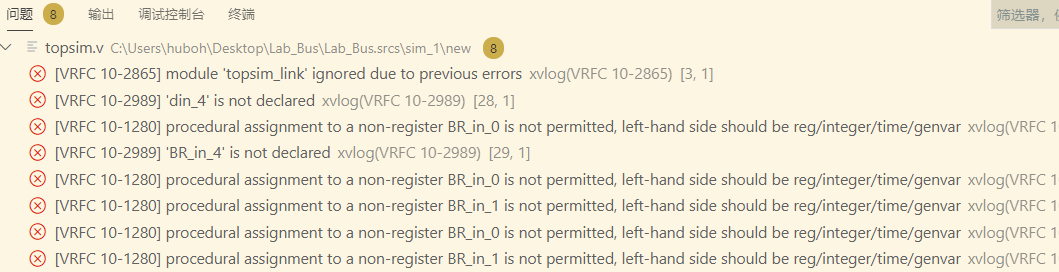 问题 8 输出 调试控制台 终端 筛选器,
topsim.v C:\Users\huboh\Desktop\Lab_Bus\Lab_Bus.srcs\sim_1\new 8
[VRFC 10-2865] module 'topsim_link' ignored due to previous errors xvlog(VRFC 10-2865) [3, 1]
[VRFC 10-2989] 'din_4' is not declared xvlog(VRFC 10-2989) [28, 1]
[VRFC 10-1280] procedural assignment to a non-register BR_in_0 is not permitted, left-hand side should be reg/integer/time/genvar xvlog(VRFC 1
[VRFC 10-2989] 'BR_in_4' is not declared xvlog(VRFC 10-2989) [29, 1]
[VRFC 10-1280] procedural assignment to a non-register BR_in_0 is not permitted, left-hand side should be reg/integer/time/genvar xvlog(VRFC 1
[VRFC 10-1280] procedural assignment to a non-register BR_in_1 is not permitted, left-hand side should be reg/integer/time/genvar xvlog(VRFC 1
[VRFC 10-1280] procedural assignment to a non-register BR_in_0 is not permitted, left-hand side should be reg/integer/time/genvar xvlog(VRFC 1
[VRFC 10-1280] procedural assignment to a non-register BR_in_1 is not permitted, left-hand side should be reg/integer/time/genvar xvlog(VRFC 1